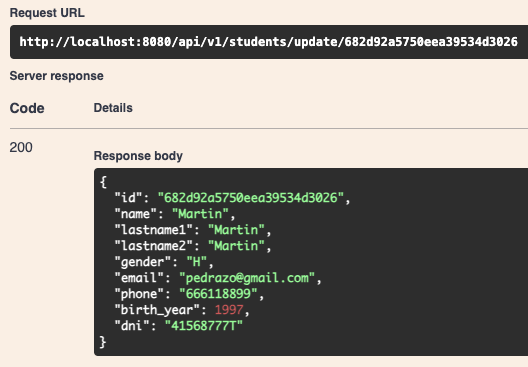 Request URL
http://localhost:8080/api/v1/students/update/682d92a5750eea39534d3026
Server response
Code Details
200
Response body
{
"id": "682d92a5750eea39534d3026",
"name": "Martin",
"lastname1": "Martin",
"lastname2": "Martin",
"gender": "H",
"email": "pedrazo@gmail.com",
"phone": "666118899",
"birth_year": 1997,
"dni": "41568777T"
}